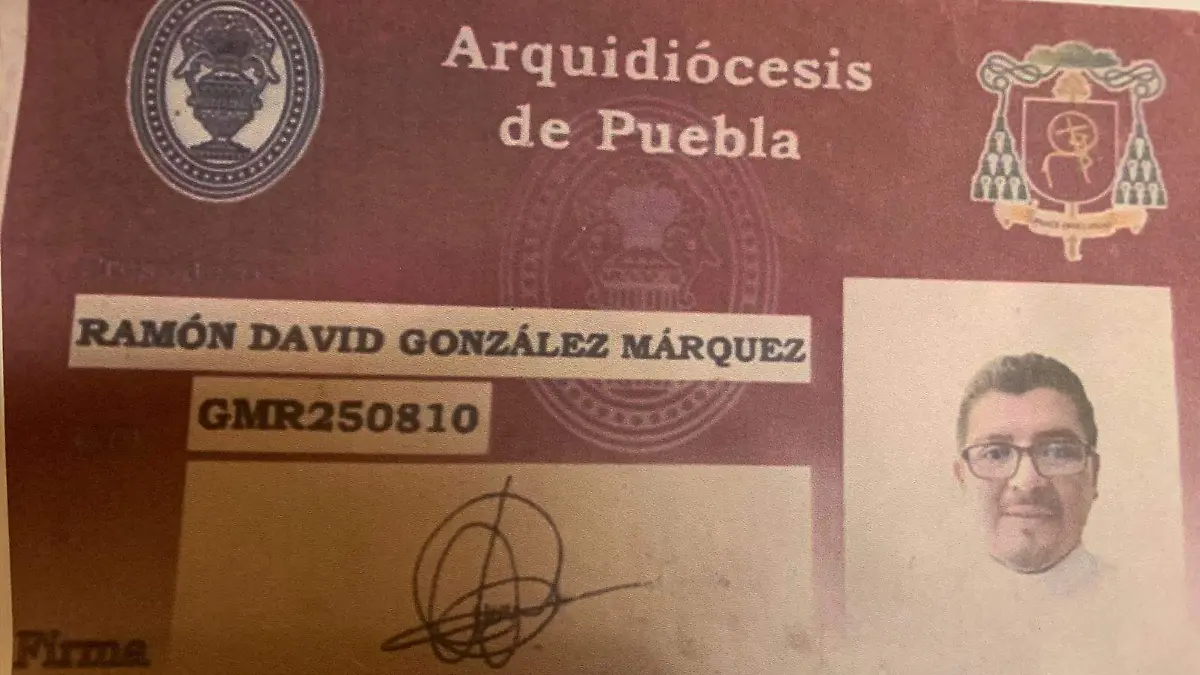 Arquidiócesis
de Puebla
RAMÓN DAVID GONZÁLEZ MÁRQUEZ
GMR250810
Firma